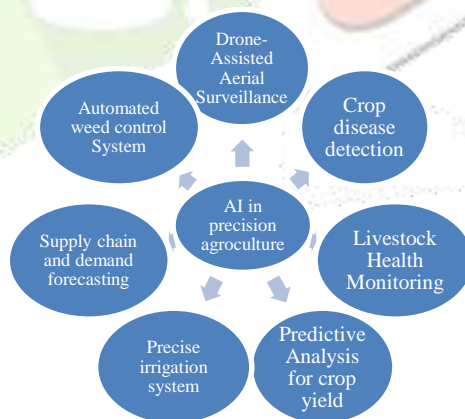 Drone-
Assisted
Aerial
Surveillance
Crop
disease
detection
Livestock
Health
Monitoring
Predictive
Analysis
for crop
yield
Precise
irrigation
system
Supply chain
and demand
forecasting
Automated
weed control
System
AI in
precision
agroculture